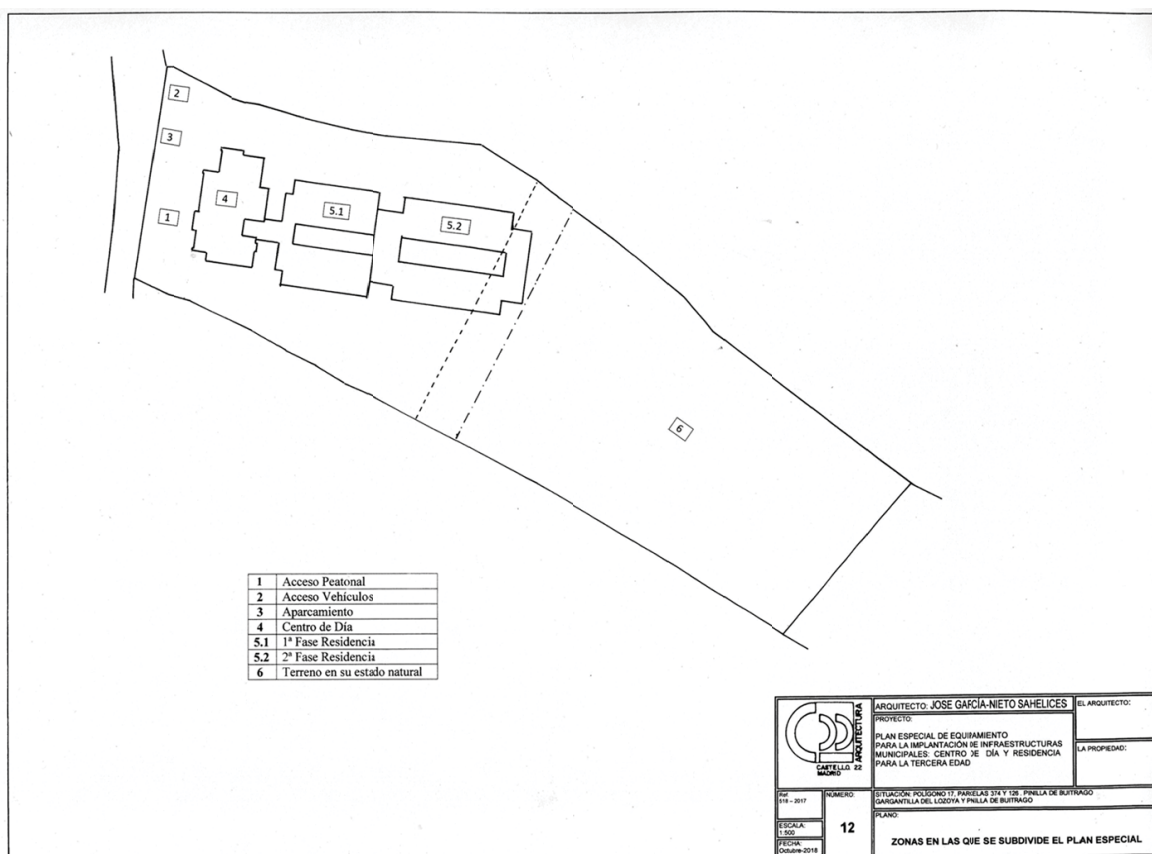 2
3
1
4
5.1
5.2
6
1 Acceso Peatonal
2 Acceso Vehículos
3 Aparcamiento
4 Centro de Día
5.1 1ª Fase Residencia
5.2 2ª Fase Residencia
6 Terreno en su estado natural
ARQUITECTURA
CASTELLO, 22
MADRID
ARQUITECTO: JOSE GARCÍA-NIETO SAHELICES
EL ARQUITECTO:
PROYECTO:
PLAN ESPECIAL DE EQUIPAMIENTO
PARA LA IMPLANTACIÓN DE INFRAESTRUCTURAS
MUNICIPALES: CENTRO DE DÍA Y RESIDENCIA
PARA LA TERCERA EDAD
LA PROPIEDAD:
Ref:
518 – 2017
NÚMERO:
12
SITUACIÓN: POLÍGONO 17, PARCELAS 374 Y 126. PINILLA DE BUITRAGO
GARGANTILLA DEL LOZOYA Y PINILLA DE BUITRAGO
ESCALA:
1:500
FECHA:
Octubre-2018
PLANO:
ZONAS EN LAS QUE SE SUBDIVIDE EL PLAN ESPECIAL